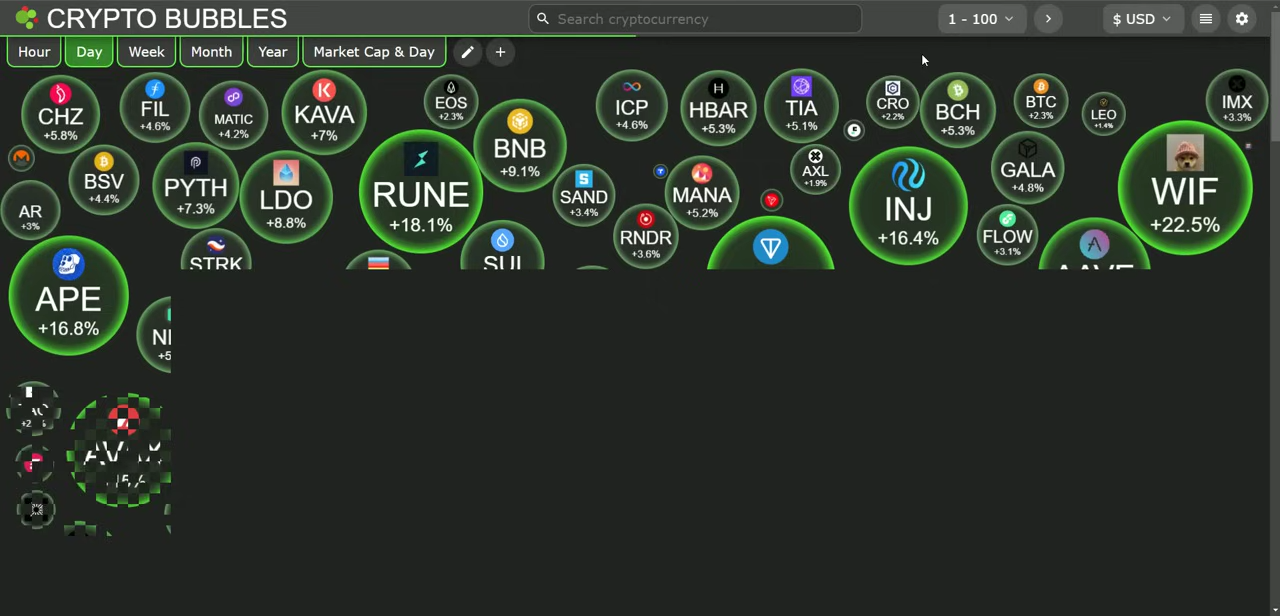 CRYPTO BUBBLES
Search cryptocurrency
1 - 100
$ USD
Hour
Day
Week
Month
Year
Market Cap & Day
CHZ
+5.8%
FIL
+4.6%
MATIC
+4.2%
KAVA
+7%
EOS
+2.3%
BNB
+9.1%
ICP
+4.6%
HBAR
+5.3%
TIA
+5.1%
CRO
+2.2%
BCH
+5.3%
BTC
+2.3%
LEO
+1.4%
IMX
+3.3%
BSV
+4.4%
PYTH
+7.3%
LDO
+8.8%
RUNE
+18.1%
SAND
+3.4%
MANA
+5.2%
AXL
+1.9%
INJ
+16.4%
GALA
+4.8%
WIF
+22.5%
AR
+3%
RNDR
+3.6%
FLOW
+3.1%
STRK
SUI
AAVE
APE
+16.8%
AVAX